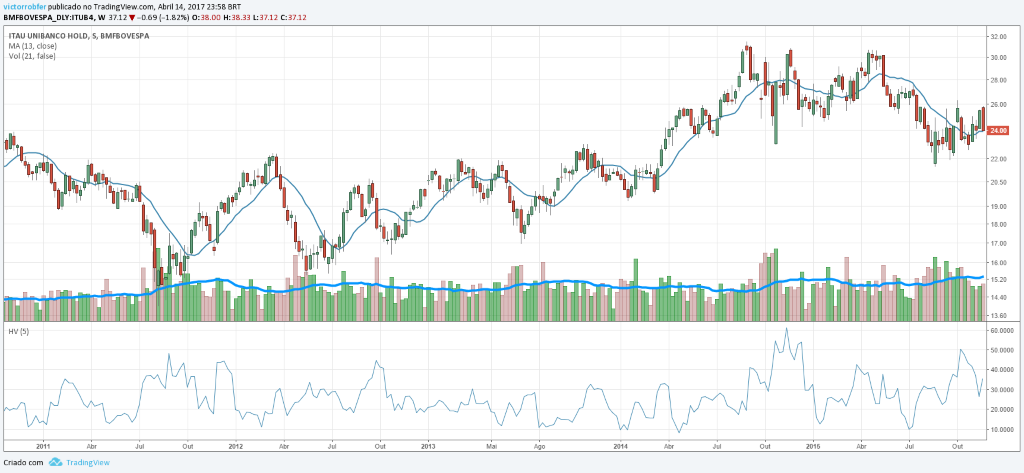 victorrobfer publicado no TradingView.com, Abril 14, 2017 23:58 BRT
BMFBOVESPA_DLY:ITUB4, W 37.12 ▼ −0.69 (−1.82%) O:38.00 H:38.33 L:37.12 C:37.12
ITAU UNIBANCO HOLD, S, BMFBOVESPA
MA (13, close)
Vol (21, false)
32.00
30.00
28.00
26.00
24.00
22.00
20.50
19.00
18.00
17.00
16.00
15.20
14.40
13.60
HV (5)
60.0000
50.0000
40.0000
30.0000
20.0000
10.0000
2011 Abr Jul Oct 2012 Abr Jul Oct 2013 Mai Ago 2014 Abr Jul Out 2015 Abr Jul Out
Criado com TradingView